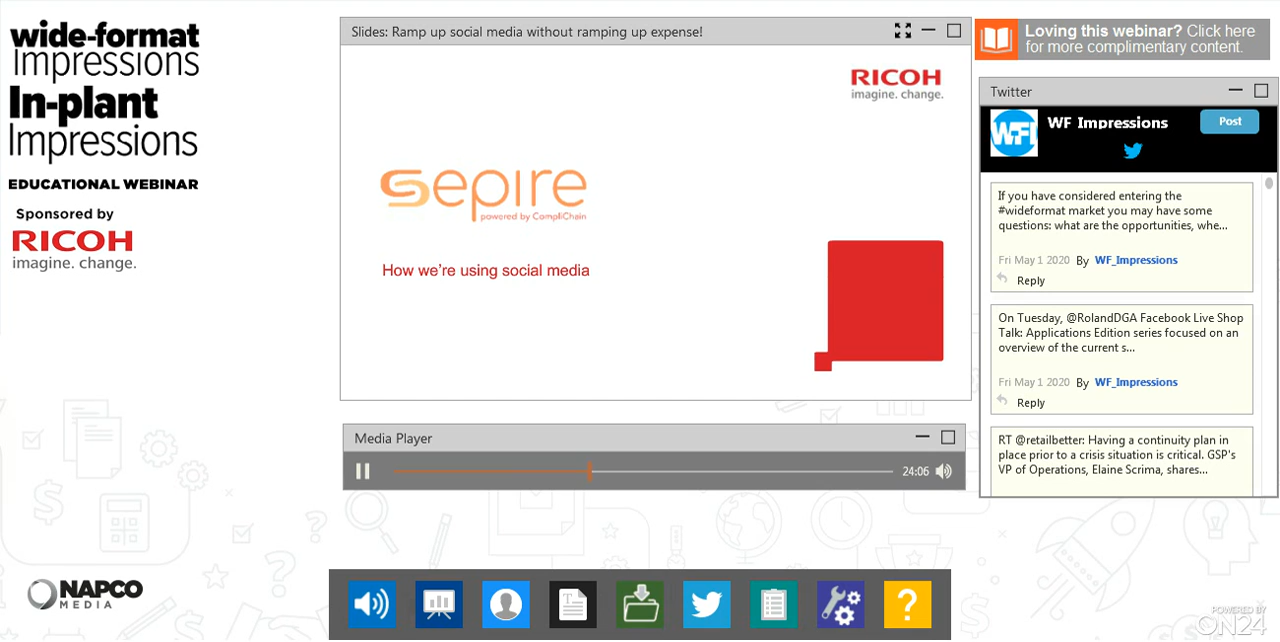 wide-format
Impressions
In-plant
Impressions
EDUCATIONAL WEBINAR
Sponsored by
RICOH
imagine. change.
Slides: Ramp up social media without ramping up expense!
RICOH
imagine. change.
Sepire
powered by CompliChain
How we're using social media
Media Player
24:06
Loving this webinar? Click here
for more complimentary content.
Twitter
WFI
WF Impressions
Post
If you have considered entering the
#wideformat market you may have some
questions: what are the opportunities, whe...
Fri May 1 2020 By WF_Impressions
Reply
On Tuesday, @RolandDGA Facebook Live Shop
Talk: Applications Edition series focused on an
overview of the current s...
Fri May 1 2020 By WF_Impressions
Reply
RT @retailbetter: Having a continuity plan in
place prior to a crisis situation is critical. GSP's
VP of Operations, Elaine Scrima, shares...
NAPCO
MEDIA
?
POWERED BY
ON24